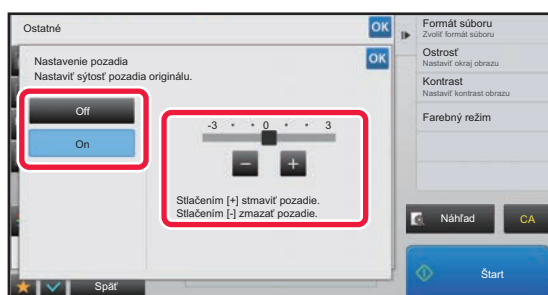 Ostatné
OK
Nastavenie pozadia
Nastaviť sýtosť pozadia originálu.
OK
Off
On
-3 • • 0 • • 3
− +
Stlačením [+] stmaviť pozadie.
Stlačením [-] zmazať pozadie.
Späť
Formát súboru
Zvoliť formát súboru
Ostrosť
Nastaviť okraj obrazu
Kontrast
Nastaviť kontrast obrazu
Farebný režim
Náhľad
CA
Štart